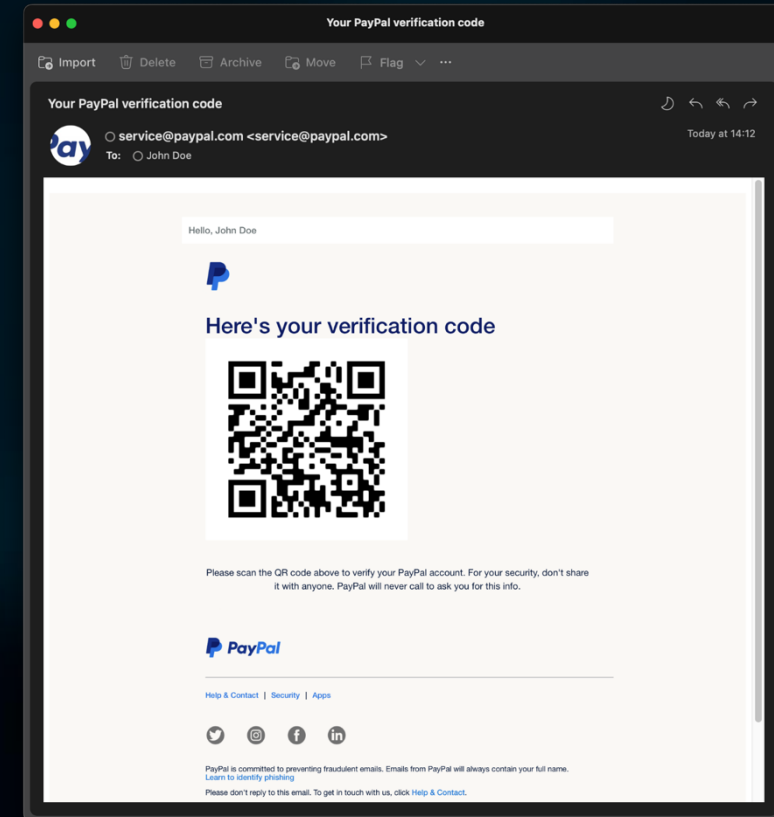 Your PayPal verification code
Import Delete Archive Move Flag ...
Your PayPal verification code
service@paypal.com <service@paypal.com>
Today at 14:12
To: John Doe
Pay
Hello, John Doe
Here's your verification code
Please scan the QR code above to verify your PayPal account. For your security, don't share
it with anyone. PayPal will never call to ask you for this info.
PayPal
Help & Contact | Security | Apps
PayPal is committed to preventing fraudulent emails. Emails from PayPal will always contain your full name.
Learn to identify phishing
Please don't reply to this email. To get in touch with us, click Help & Contact.